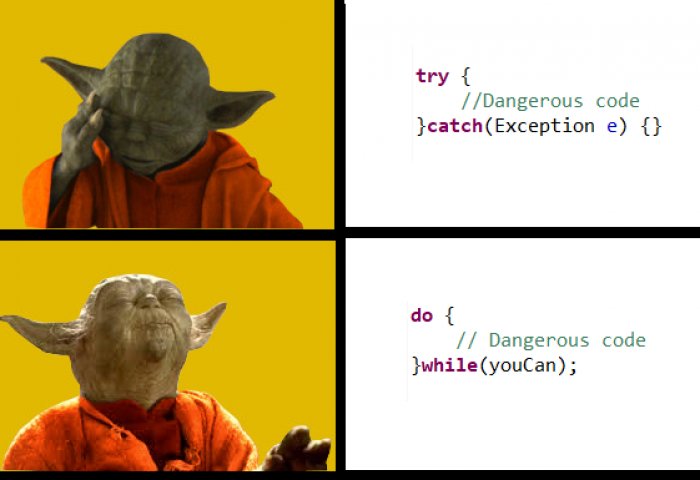 try {
//Dangerous code
}catch(Exception e) {}
do {
// Dangerous code
}while(youCan);